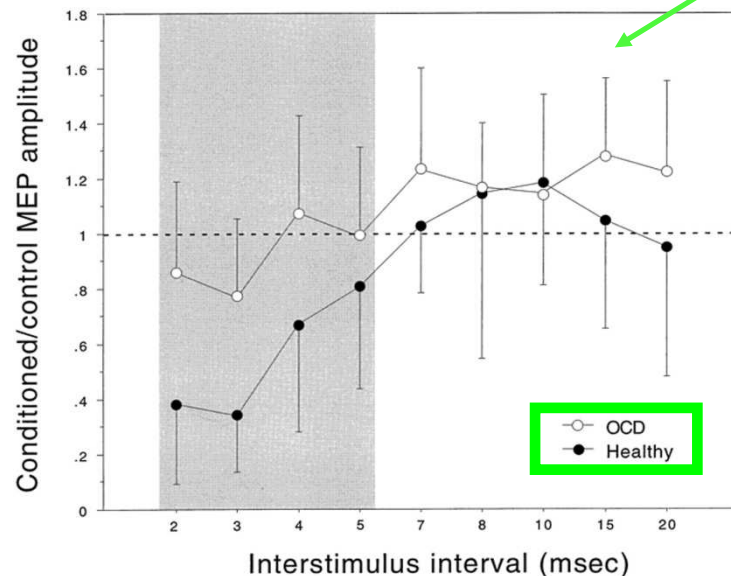 Conditioned/control MEP amplitude
1.8
1.6
1.4
1.2
1
.8
.6
.4
.2
0
OCD
Healthy
2 3 4 5 7 8 10 15 20
Interstimulus interval (msec)